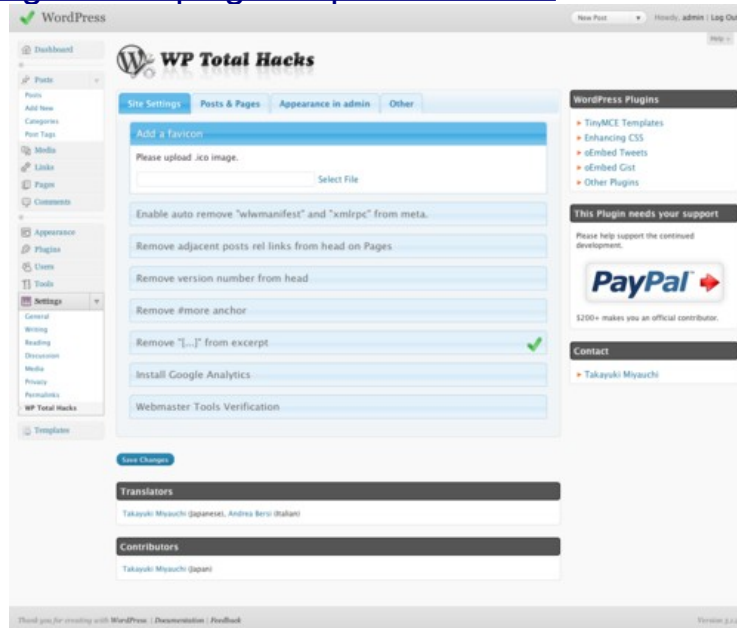 WordPress
New Post
Howdy, admin | Log Out
Help
Dashboard
Posts
Posts
Add New
Categories
Post Tags
Media
Links
Pages
Comments
Appearance
Plugins
Users
Tools
Settings
General
Writing
Reading
Discussion
Media
Privacy
Permalinks
WP Total Hacks
Templates
WP Total Hacks
Site Settings
Posts & Pages
Appearance in admin
Other
Add a favicon
Please upload .ico image.
Select File
Enable auto remove "wlwmanifest" and "xmlrpc" from meta.
Remove adjacent posts rel links from head on Pages
Remove version number from head
Remove #more anchor
Remove "[...]" from excerpt
Install Google Analytics
Webmaster Tools Verification
Save Changes
Translators
Takayuki Miyauchi (Japanese), Andrea Bersi (Italian)
Contributors
Takayuki Miyauchi (Japan)
WordPress Plugins
TinyMCE Templates
Enhancing CSS
oEmbed Tweets
oEmbed Gist
Other Plugins
This Plugin needs your support
Please help support the continued
development.
PayPal
$200+ makes you an official contributor.
Contact
Takayuki Miyauchi
Thank you for creating with WordPress | Documentation | Feedback
Version